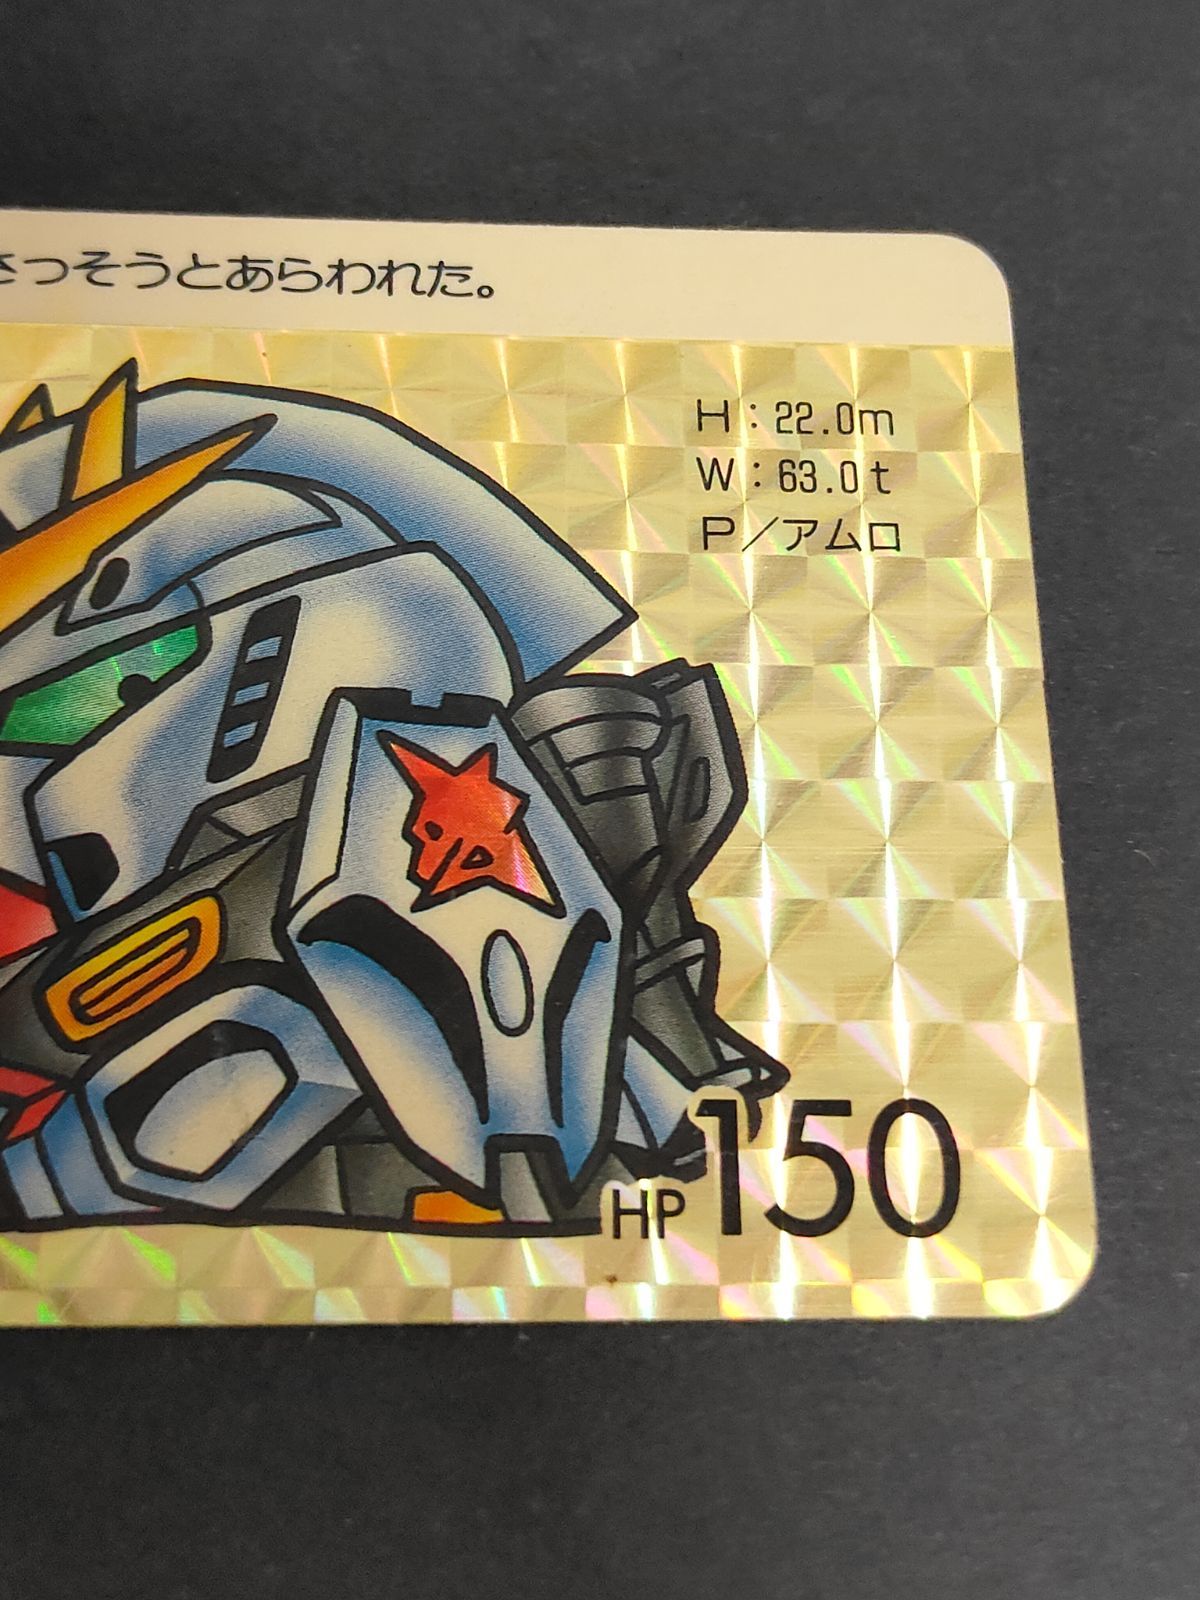 さっそうとあらわれた。
H:22.0m
W:63.0t
P/アムロ
HP150